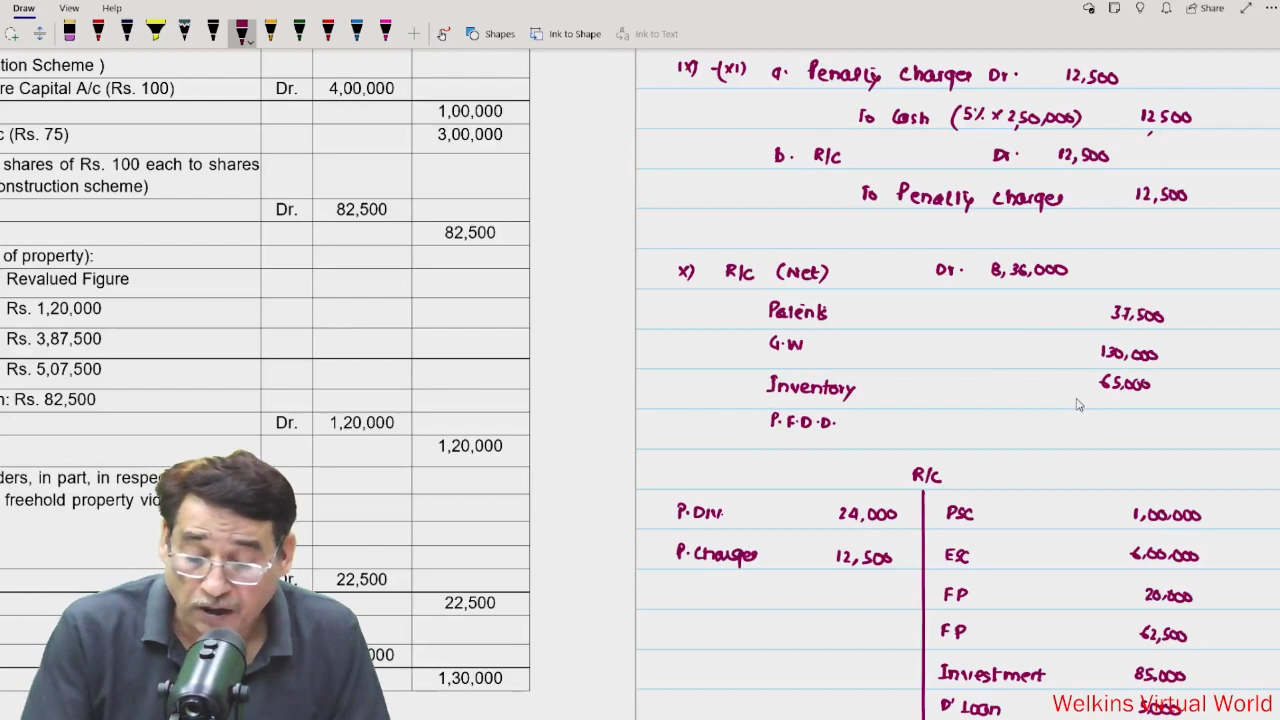 Draw View Help Share
Shapes Ink to Shape Ink to Text
ction Scheme )
re Capital A/c (Rs. 100) Dr. 4,00,000
1,00,000
c (Rs. 75) 3,00,000
shares of Rs. 100 each to shares
onstruction scheme)
Dr. 82,500
82,500
of property):
Revalued Figure
Rs. 1,20,000
Rs. 3,87,500
Rs. 5,07,500
n: Rs. 82,500
Dr. 1,20,000
1,20,000
ders, in part, in respec
freehold property vid
Dr. 22,500
22,500
000
1,30,000
IX) -(XI) a. Penalty Charges Dr. 12,500
To Cash (5% x 2,50,000) 12,500
b. R/C Dr. 12,500
To Penalty Charges 12,500
X) R/C (Net) Dr. 8,36,000
Patents 37,500
G.W 130,000
Inventory 65,000
P.F.D.D.
R/C
P.Div. 24,000 PSC 1,00,000
P.Charges 12,500 ESC 6,00,000
FP 20,000
FP 62,500
Investment 85,000
D' Loan 5,000
Welkins Virtual World